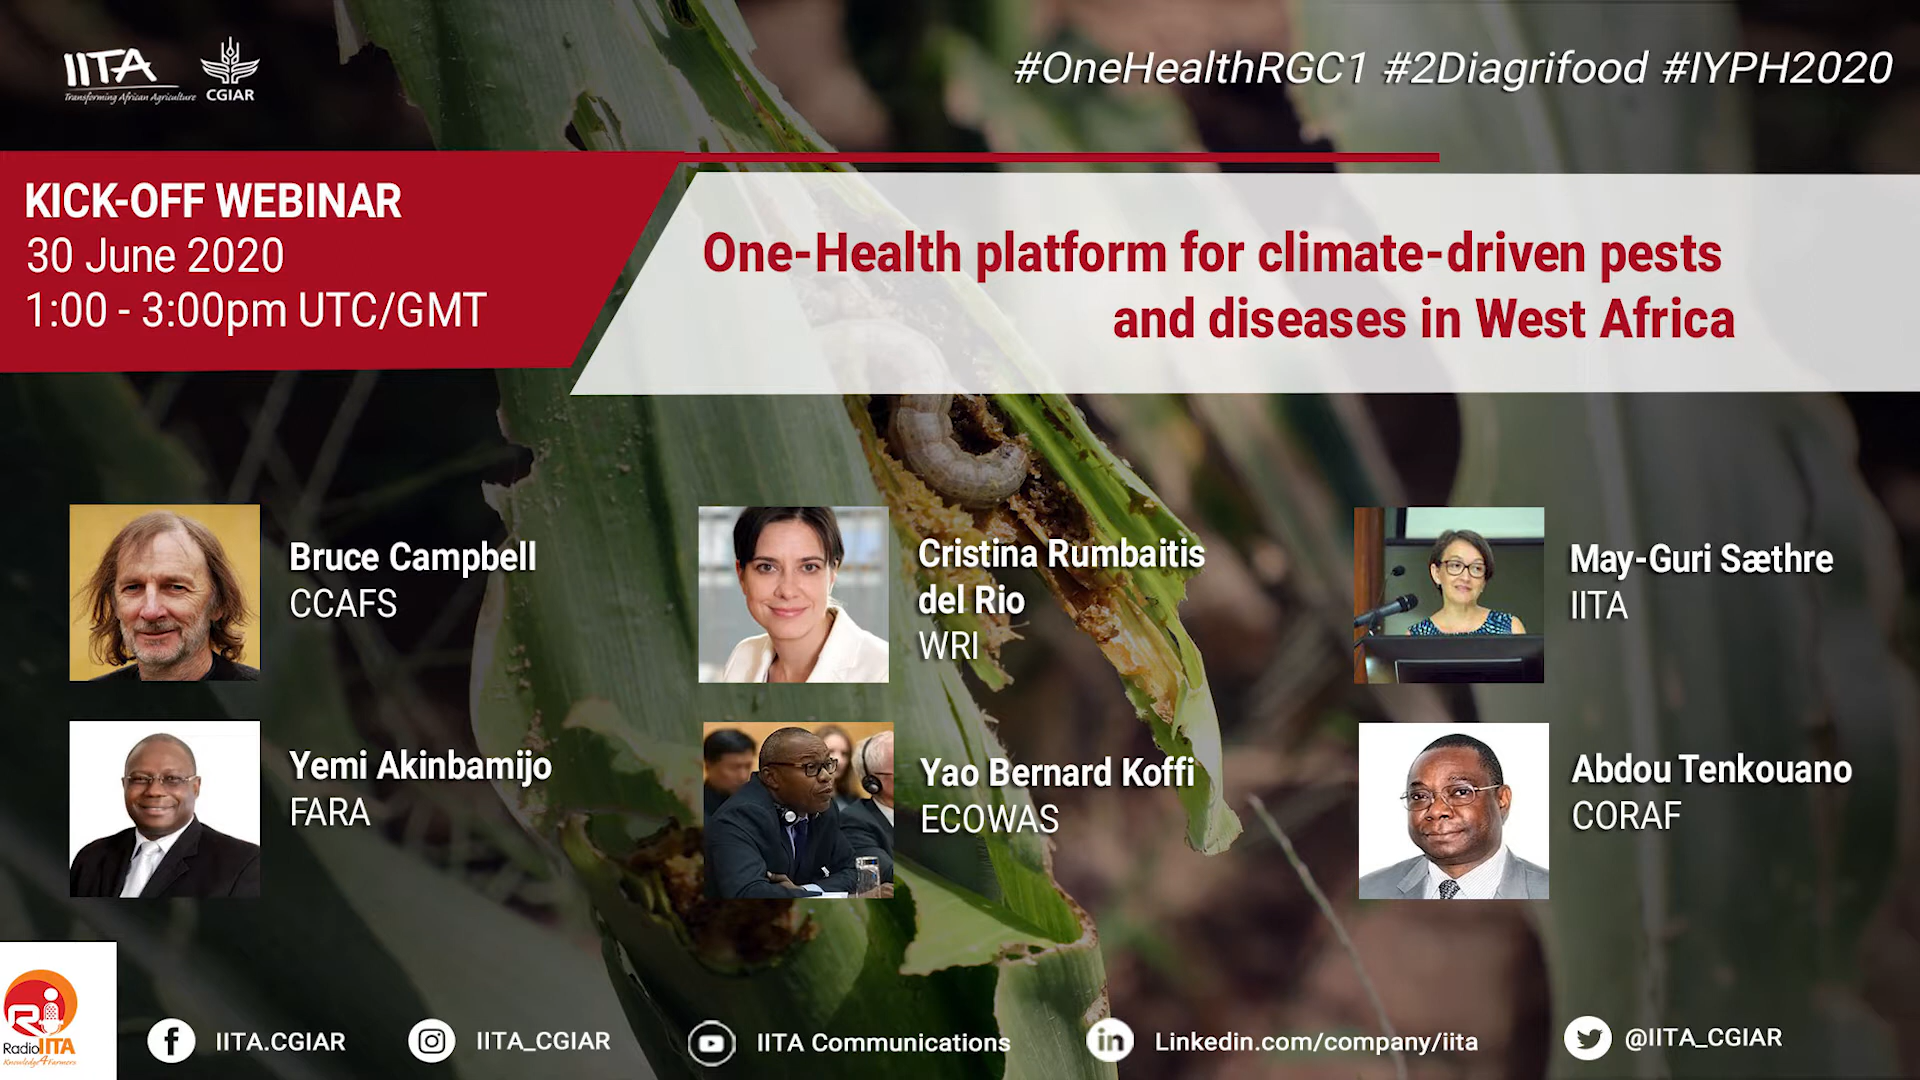 IITA
Transforming African Agriculture
CGIAR
#OneHealthRGC1 #2Diagrifood #IYPH2020
KICK-OFF WEBINAR
30 June 2020
1:00 - 3:00pm UTC/GMT
One-Health platform for climate-driven pests
and diseases in West Africa
Bruce Campbell
CCAFS
Cristina Rumbaitis
del Rio
WRI
May-Guri Sæthre
IITA
Yemi Akinbamijo
FARA
Yao Bernard Koffi
ECOWAS
Abdou Tenkouano
CORAF
Radio IITA
Knowledge4Farmers
IITA.CGIAR
IITA_CGIAR
IITA Communications
Linkedin.com/company/iita
@IITA_CGIAR